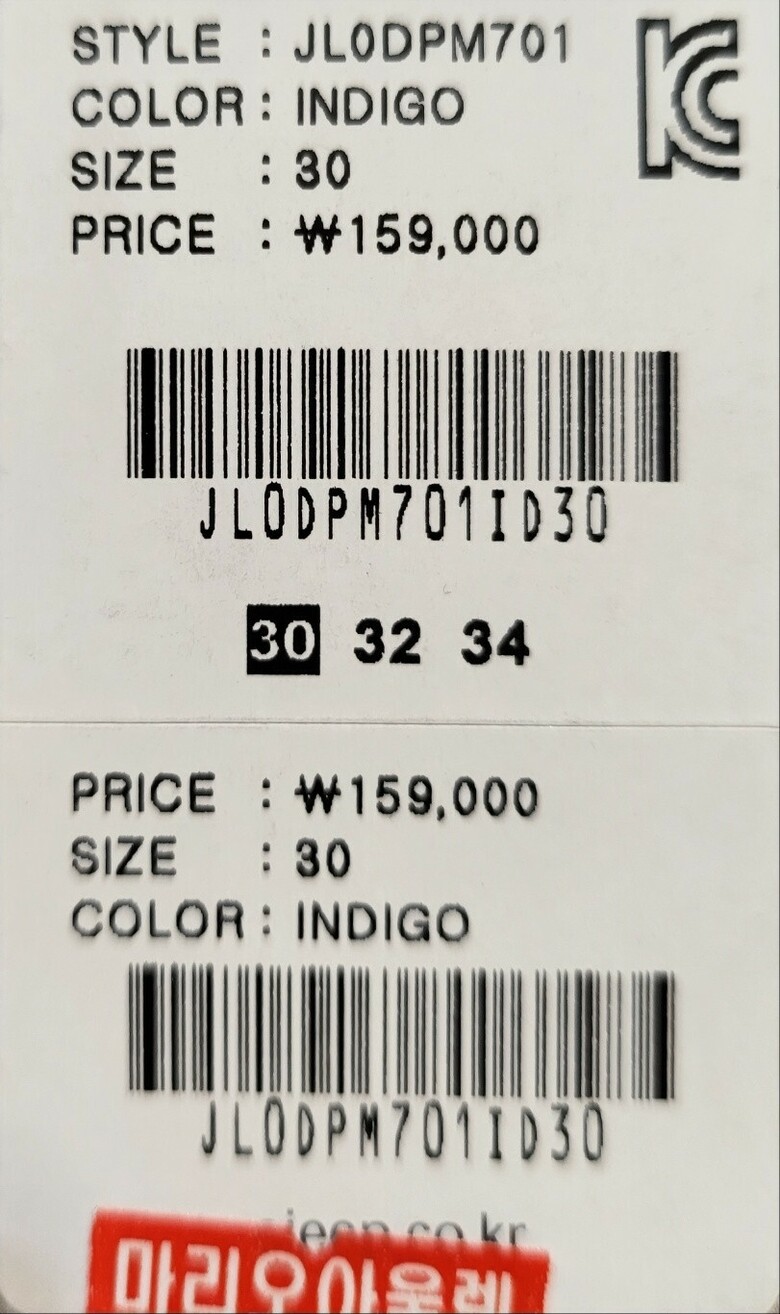 STYLE : JL0DPM701
COLOR : INDIGO
SIZE : 30
PRICE : ₩159,000
JL0DPM701ID30
30 32 34
PRICE : ₩159,000
SIZE : 30
COLOR : INDIGO
JL0DPM701ID30
마리오아울렛